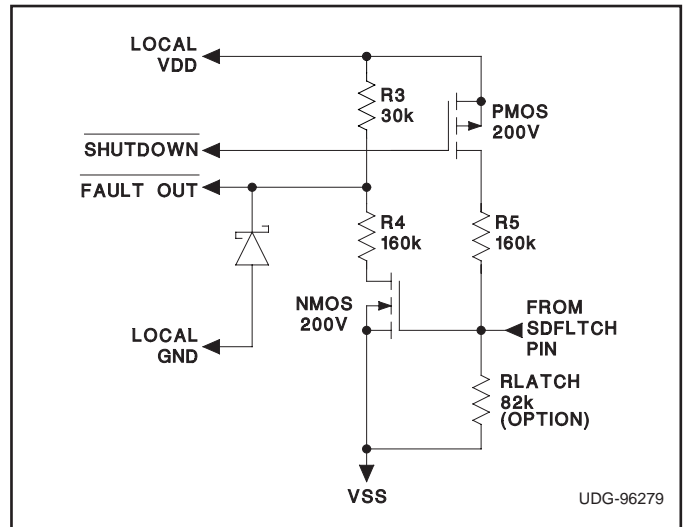 LOCAL
VDD
R3
30k
PMOS
200V
SHUTDOWN
FAULT OUT
R4
160k
R5
160k
NMOS
200V
FROM
SDFLTCH
PIN
LOCAL
GND
RLATCH
82k
(OPTION)
VSS
UDG-96279